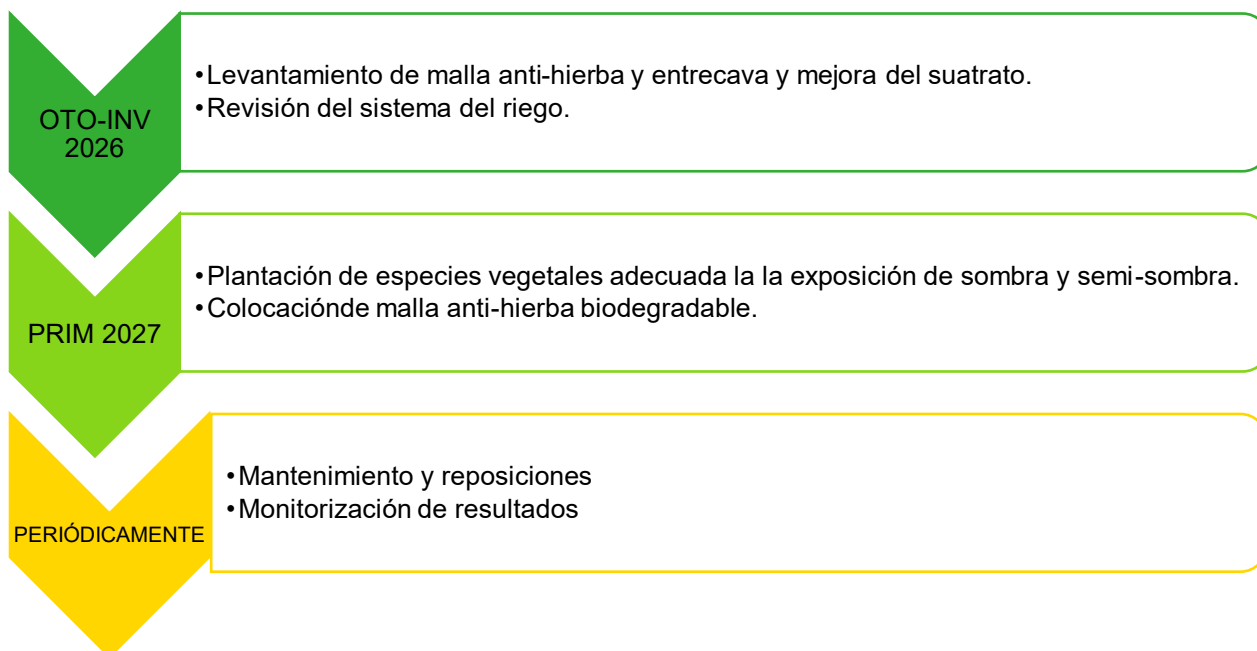 OTO-INV
2026
•Levantamiento de malla anti-hierba y entrecava y mejora del suatrato.
•Revisión del sistema del riego.
PRIM 2027
•Plantación de especies vegetales adecuada la la exposición de sombra y semi-sombra.
•Colocaciónde malla anti-hierba biodegradable.
PERIÓDICAMENTE
•Mantenimiento y reposiciones
•Monitorización de resultados